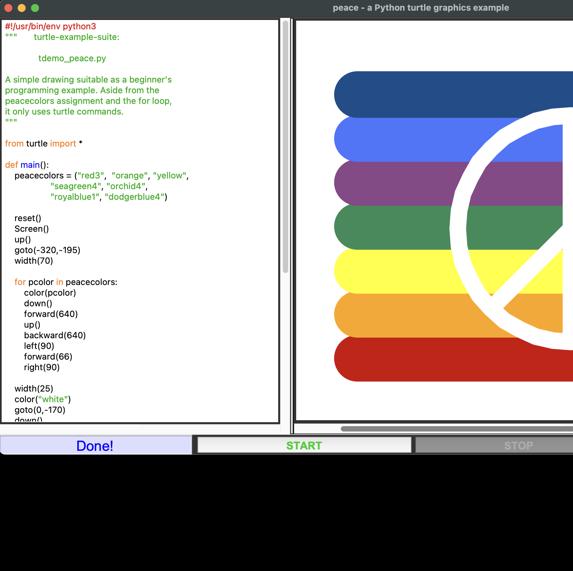 peace - a Python turtle graphics example
#!/usr/bin/env python3
"""      turtle-example-suite:
tdemo_peace.py
A simple drawing suitable as a beginner's
programming example. Aside from the
peacecolors assignment and the for loop,
it only uses turtle commands.
"""
from turtle import *
def main():
    peacecolors = ("red3",  "orange", "yellow",
                   "seagreen4", "orchid4",
                   "royalblue1", "dodgerblue4")
    reset()
    Screen()
    up()
    goto(-320,-195)
    width(70)
    for pcolor in peacecolors:
        color(pcolor)
        down()
        forward(640)
        up()
        backward(640)
        left(90)
        forward(66)
        right(90)
    width(25)
    color("white")
    goto(0,-170)
    down()
Done!
START
STOP